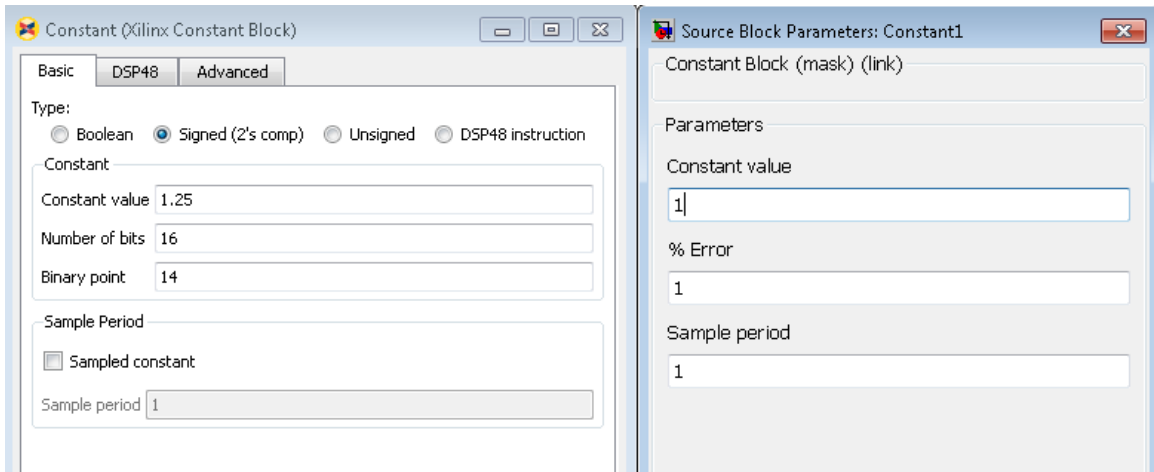 Constant (Xilinx Constant Block)
Basic DSP48 Advanced
Type:
Boolean Signed (2's comp) Unsigned DSP48 instruction
Constant
Constant value 1.25
Number of bits 16
Binary point 14
Sample Period
Sampled constant
Sample period 1
Source Block Parameters: Constant1
Constant Block (mask) (link)
Parameters
Constant value
1
% Error
1
Sample period
1